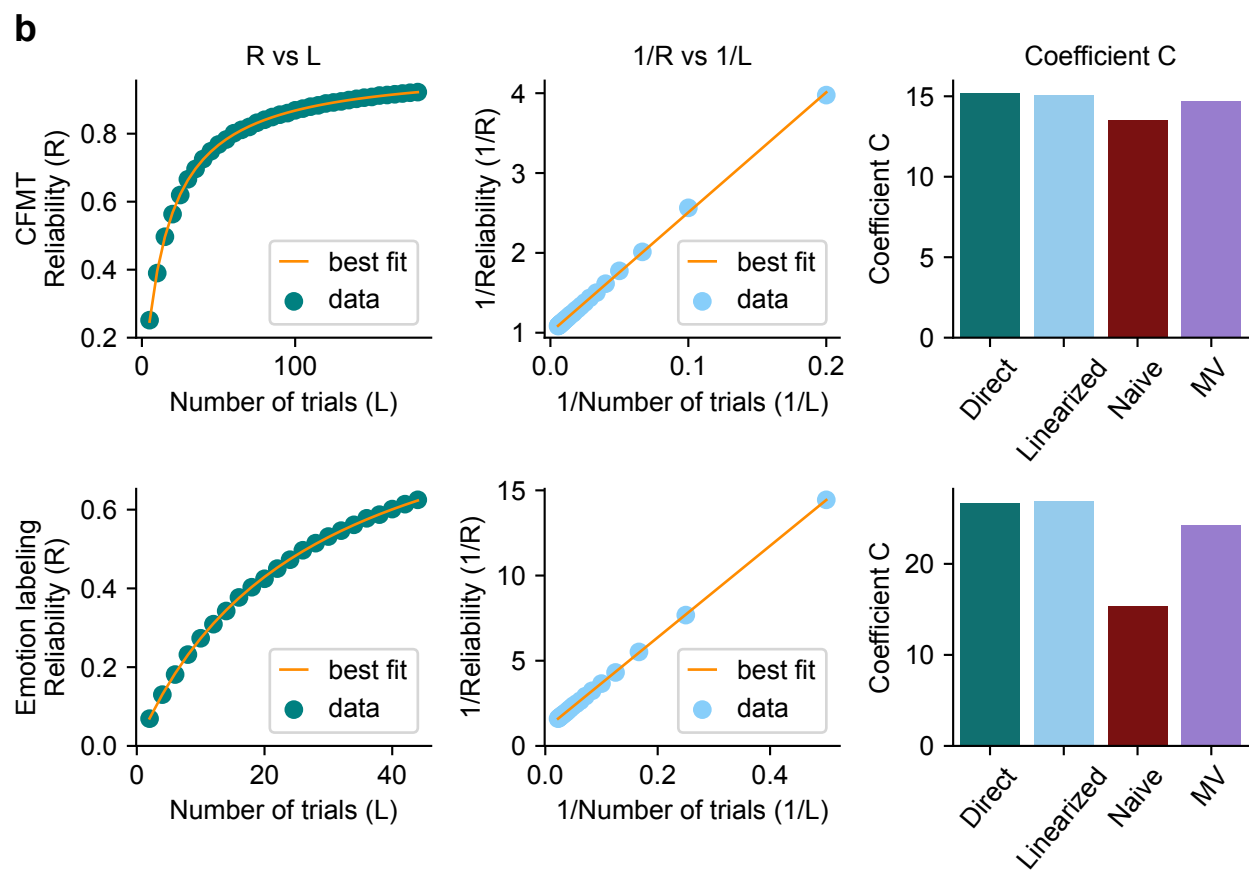 b
R vs L
CFMT
Reliability (R)
0.8
0.6
0.4
0.2
best fit
data
0
100
Number of trials (L)
1/R vs 1/L
1/Reliability (1/R)
4
3
2
1
best fit
data
0.0
0.1
0.2
1/Number of trials (1/L)
Coefficient C
Coefficient C
15
10
5
0
Direct
Linearized
Naive
MV
Emotion labeling
Reliability (R)
0.6
0.4
0.2
0.0
best fit
data
0
20
40
Number of trials (L)
1/Reliability (1/R)
15
10
5
0
best fit
data
0.0
0.2
0.4
1/Number of trials (1/L)
Coefficient C
20
10
0
Direct
Linearized
Naive
MV